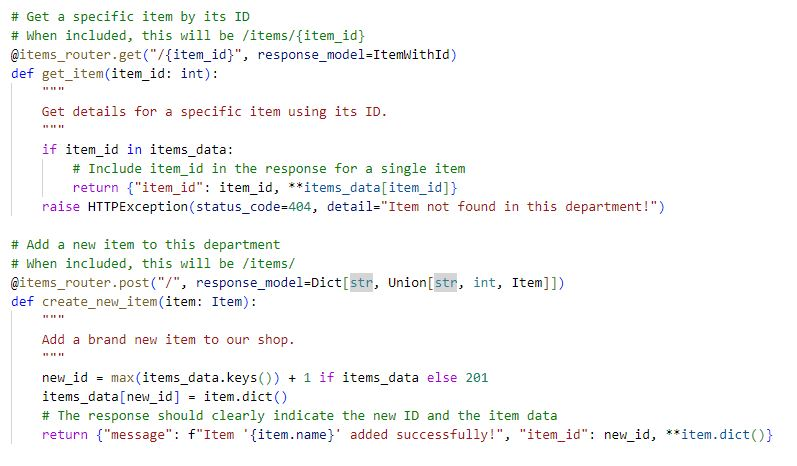 # Get a specific item by its ID
# When included, this will be /items/{item_id}
@items_router.get("/{item_id}", response_model=ItemWithId)
def get_item(item_id: int):
    """
    Get details for a specific item using its ID.
    """
    if item_id in items_data:
        # Include item_id in the response for a single item
        return {"item_id": item_id, **items_data[item_id]}
    raise HTTPException(status_code=404, detail="Item not found in this department!")

# Add a new item to this department
# When included, this will be /items/
@items_router.post("/", response_model=Dict[str, Union[str, int, Item]])
def create_new_item(item: Item):
    """
    Add a brand new item to our shop.
    """
    new_id = max(items_data.keys()) + 1 if items_data else 201
    items_data[new_id] = item.dict()
    # The response should clearly indicate the new ID and the item data
    return {"message": f"Item '{item.name}' added successfully!", "item_id": new_id, **item.dict()}